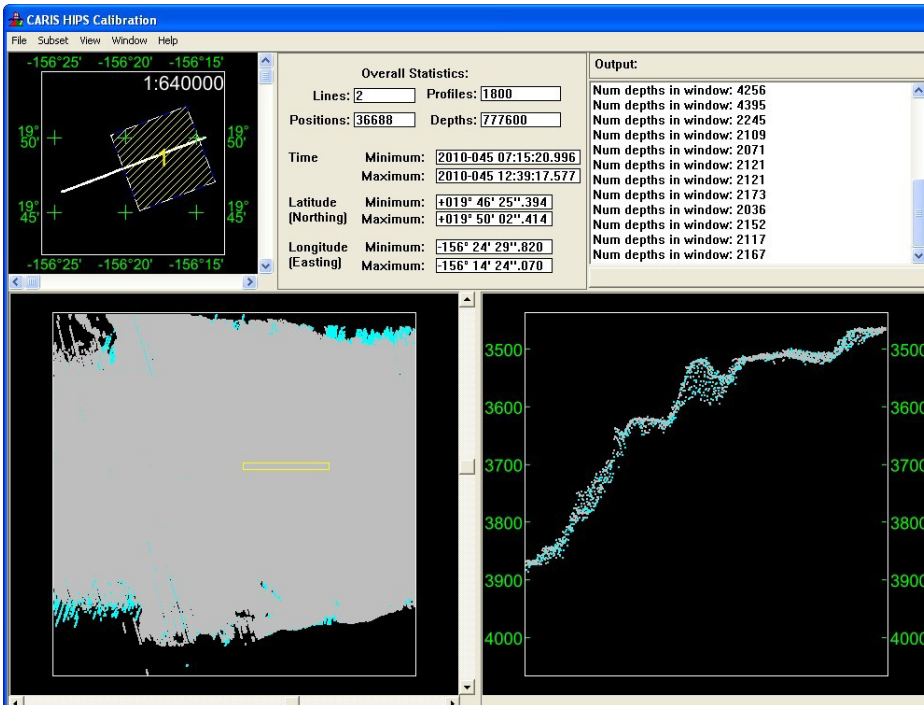 CARIS HIPS Calibration
File Subset View Window Help
-156°25' -156°20' -156°15'
1:640000
19° 50' 19° 50'
19° 45' 19° 45'
-156°25' -156°20' -156°15'
Overall Statistics:
Lines: 2 Profiles: 1800
Positions: 36688 Depths: 777600
Time Minimum: 2010-045 07:15:20.996
Maximum: 2010-045 12:39:17.577
Latitude (Northing) Minimum: +019° 46' 25".394
Maximum: +019° 50' 02".414
Longitude (Easting) Minimum: -156° 24' 29".820
Maximum: -156° 14' 24".070
Output:
Num depths in window: 4256
Num depths in window: 4395
Num depths in window: 2245
Num depths in window: 2109
Num depths in window: 2071
Num depths in window: 2121
Num depths in window: 2121
Num depths in window: 2173
Num depths in window: 2036
Num depths in window: 2152
Num depths in window: 2117
Num depths in window: 2167
3500 3500
3600 3600
3700 3700
3800 3800
3900 3900
4000 4000